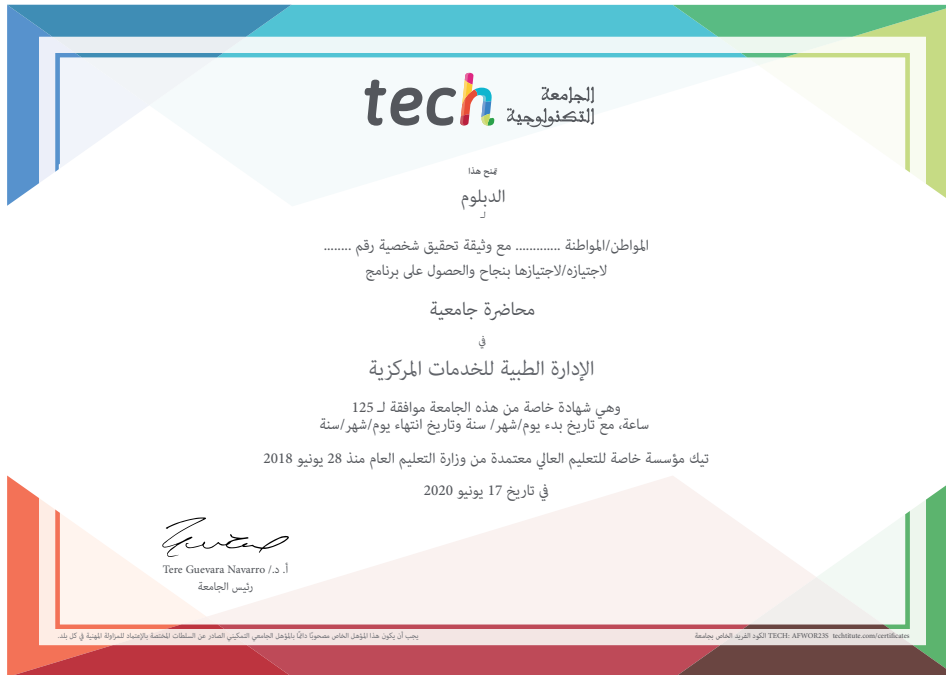 tech الجامعة
التكنولوجية
يمنح هذا
الدبلوم
لـ
المواطن/المواطنة ............ مع وثيقة تحقيق شخصية رقم ........
لاجتيازه/لاجتيازها بنجاح والحصول على برنامج
محاضرة جامعية
في
الإدارة الطبية للخدمات المركزية
وهي شهادة خاصة من هذه الجامعة موافقة لـ 125
ساعة، مع تاريخ بدء يوم/شهر/ سنة وتاريخ انتهاء يوم/شهر/سنة
تيك مؤسسة خاصة للتعليم العالي معتمدة من وزارة التعليم العام منذ 28 يونيو 2018
في تاريخ 17 يونيو 2020
أ. د./ Tere Guevara Navarro
رئيس الجامعة
يجب أن يكون هذا المؤهل الخاص مصحوبًا دائمًا بالمؤهل الجامعي التمكيني الصادر عن السلطات المختصة بالإعتماد للمزاولة المهنية في كل بلد.
الكود الفريد الخاص بجامعة TECH: AFWOR23S techtitute.com/certificates